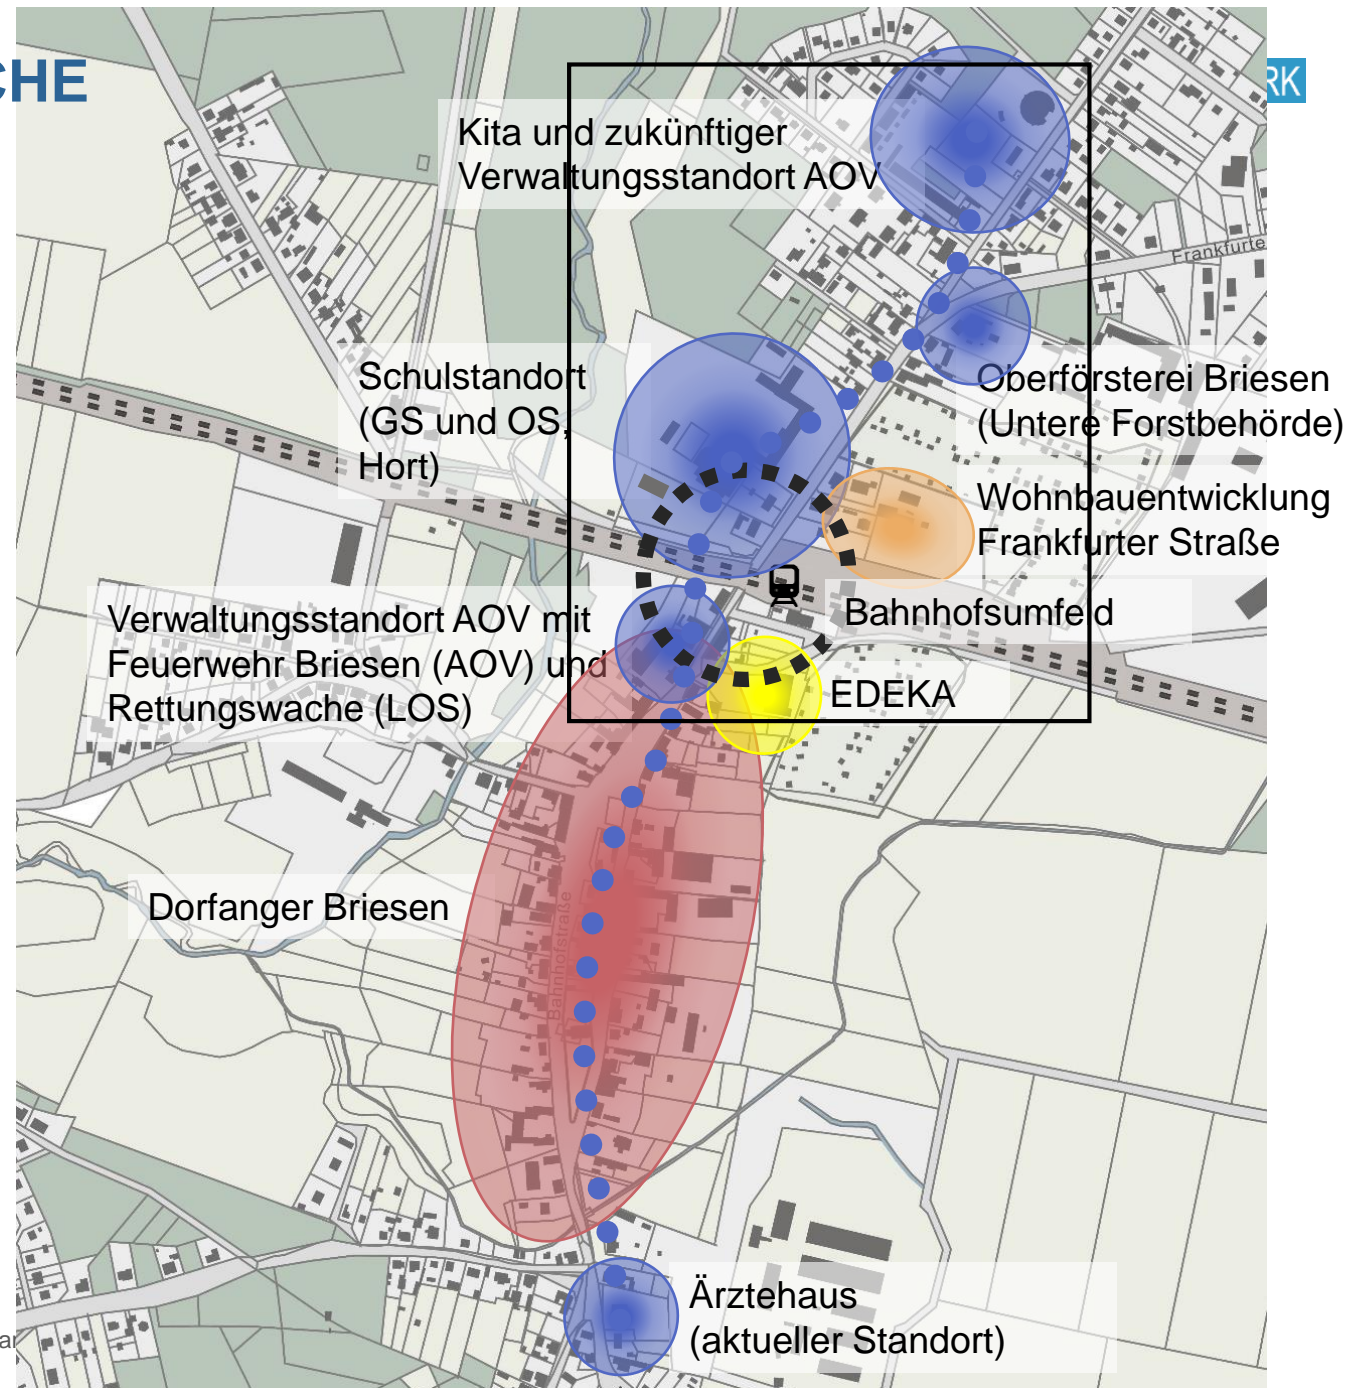 CHE
RK
Kita und zukünftiger
Verwaltungsstandort AOV
Frankfurte
Schulstandort
(GS und OS,
Hort)
Oberförsterei Briesen
(Untere Forstbehörde)
Wohnbauentwicklung
Frankfurter Straße
Bahnhofsumfeld
Verwaltungsstandort AOV mit
Feuerwehr Briesen (AOV) und
Rettungswache (LOS)
EDEKA
Dorfanger Briesen
Bahnhofstraße
Ärztehaus
(aktueller Standort)